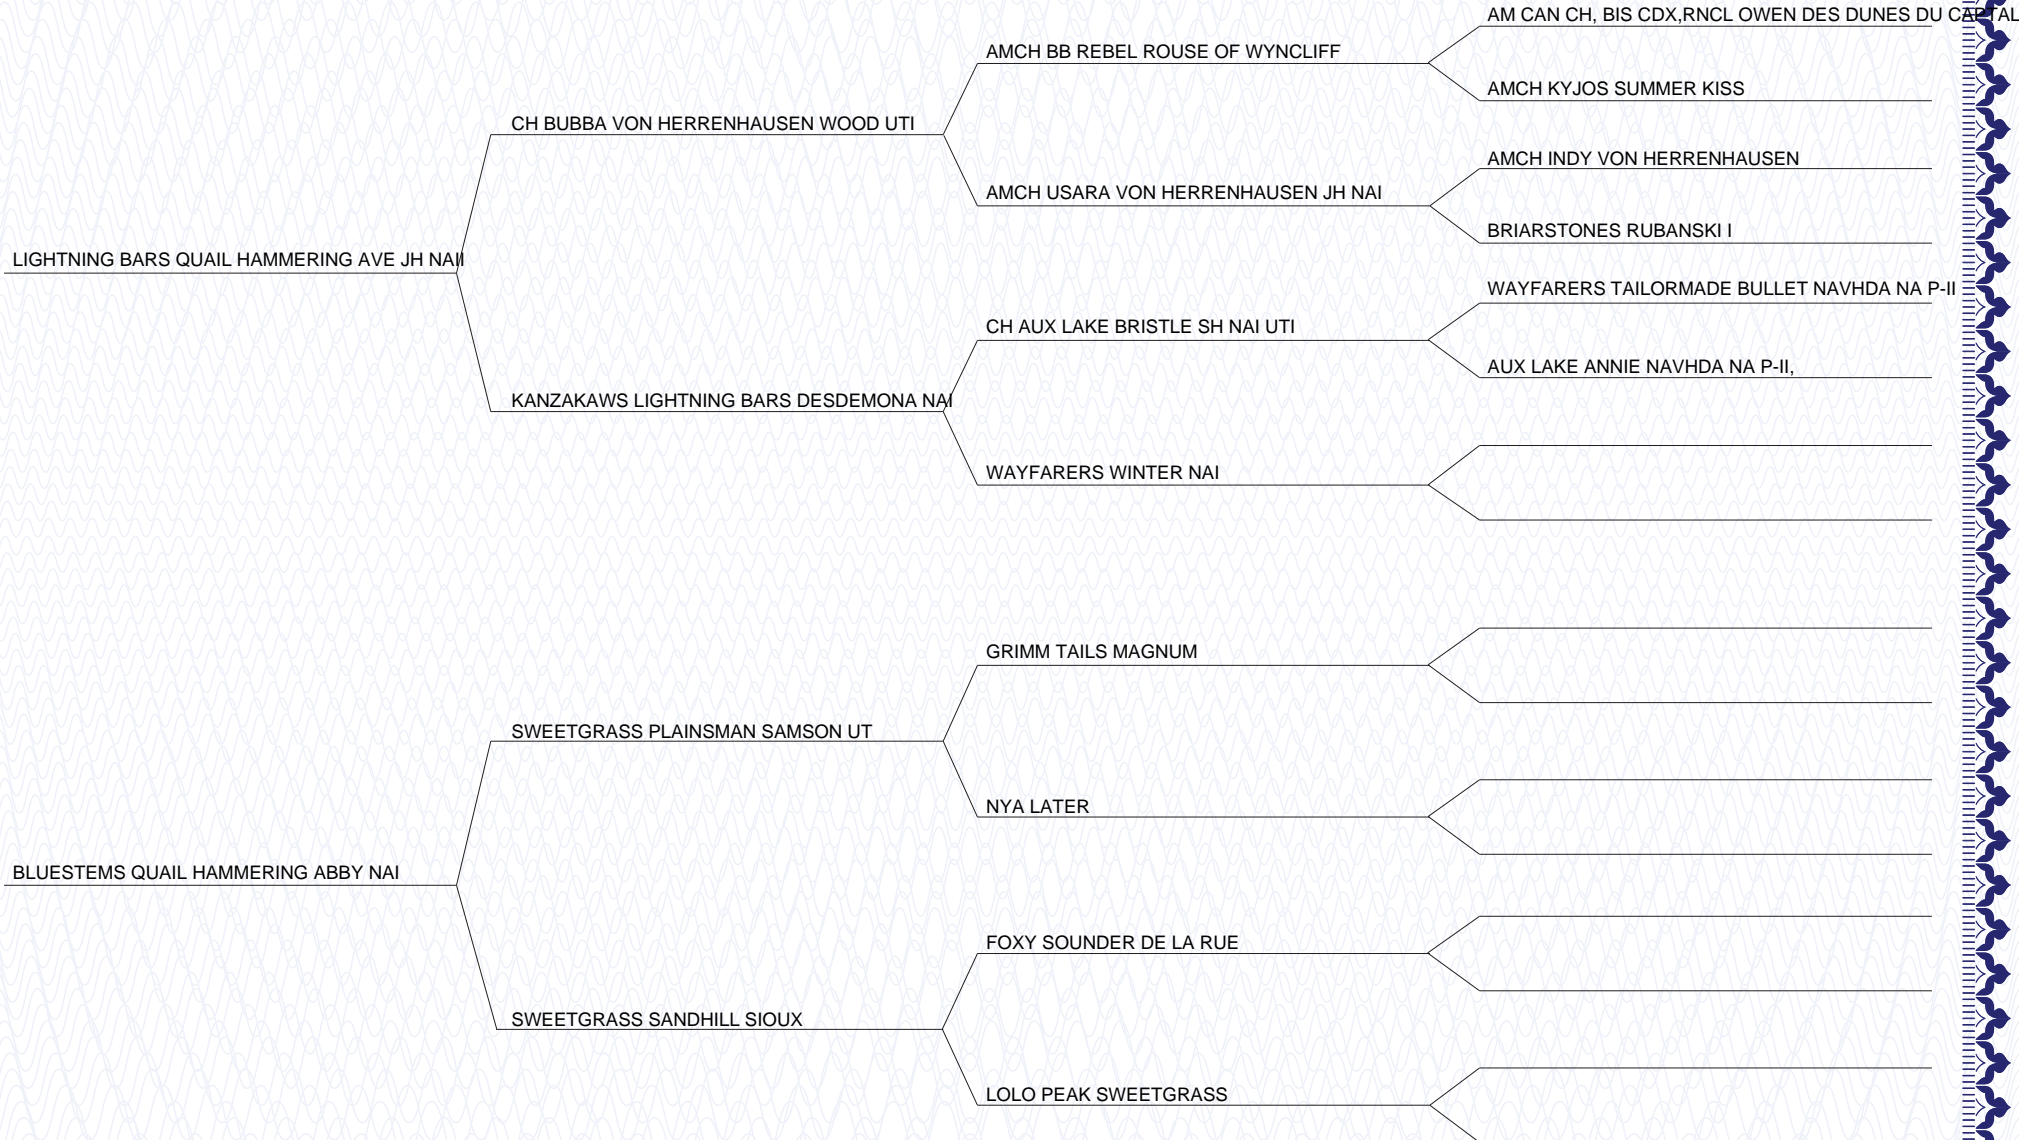 AM CAN CH, BIS CDX,RNCL OWEN DES DUNES DU CAPTAL
AMCH BB REBEL ROUSE OF WYNCLIFF
AMCH KYJOS SUMMER KISS
CH BUBBA VON HERRENHAUSEN WOOD UTI
AMCH INDY VON HERRENHAUSEN
AMCH USARA VON HERRENHAUSEN JH NAI
BRIARSTONES RUBANSKI I
LIGHTNING BARS QUAIL HAMMERING AVE JH NAII
WAYFARERS TAILORMADE BULLET NAVHDA NA P-II
CH AUX LAKE BRISTLE SH NAI UTI
AUX LAKE ANNIE NAVHDA NA P-II,
KANZAKAWS LIGHTNING BARS DESDEMONA NAI
WAYFARERS WINTER NAI
GRIMM TAILS MAGNUM
SWEETGRASS PLAINSMAN SAMSON UT
NYA LATER
BLUESTEMS QUAIL HAMMERING ABBY NAI
FOXY SOUNDER DE LA RUE
SWEETGRASS SANDHILL SIOUX
LOLO PEAK SWEETGRASS